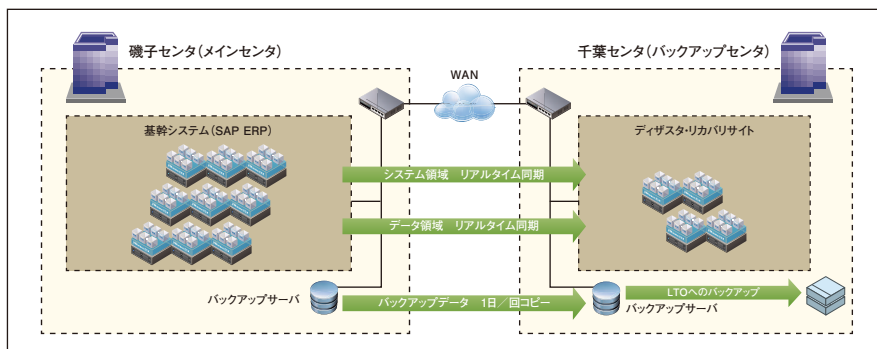 磯子センタ(メインセンタ)
千葉センタ(バックアップセンタ)
WAN
基幹システム(SAP ERP)
ディザスタ・リカバリサイト
システム領域 リアルタイム同期
データ領域 リアルタイム同期
バックアップサーバ
バックアップデータ 1日/回コピー
LTOへのバックアップ
バックアップサーバ